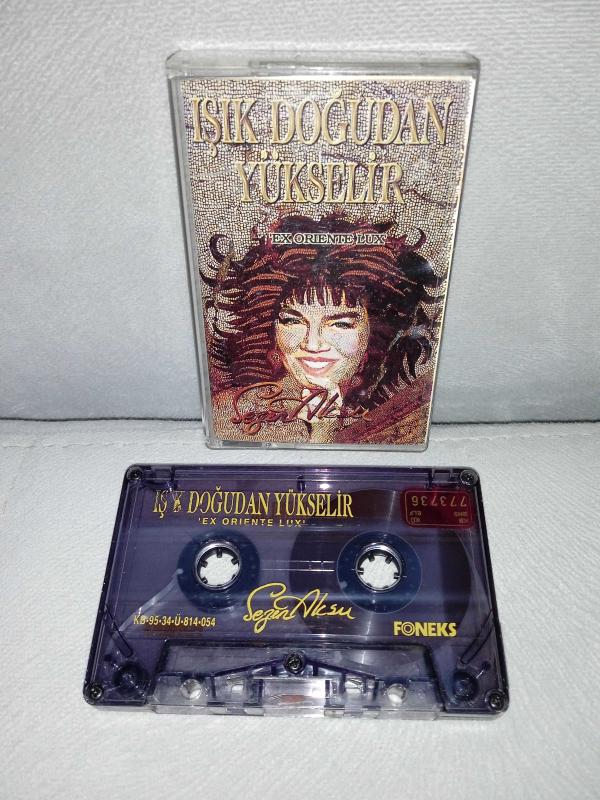 IŞIK DOĞUDAN
YÜKSELİR
'EX ORIENTE LUX'
Sezen Aksu
IŞIK DOĞUDAN YÜKSELİR
'EX ORIENTE LUX'
773736
1
KB-95-34-Ü-814-054
Sezen Aksu
FONEKS